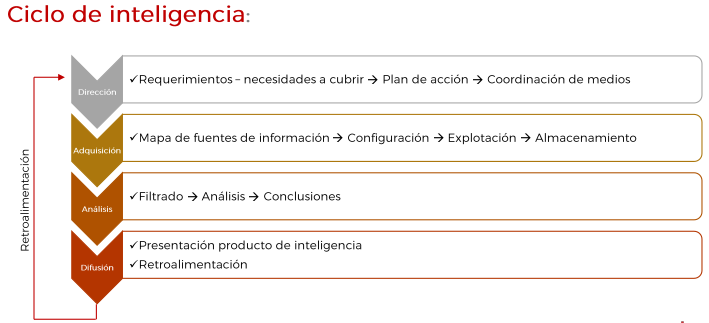 Ciclo de inteligencia:
Dirección
✓Requerimientos – necesidades a cubrir → Plan de acción → Coordinación de medios
Adquisición
✓Mapa de fuentes de información → Configuración → Explotación → Almacenamiento
Análisis
✓Filtrado → Análisis → Conclusiones
Difusión
✓Presentación producto de inteligencia
✓Retroalimentación
Retroalimentación